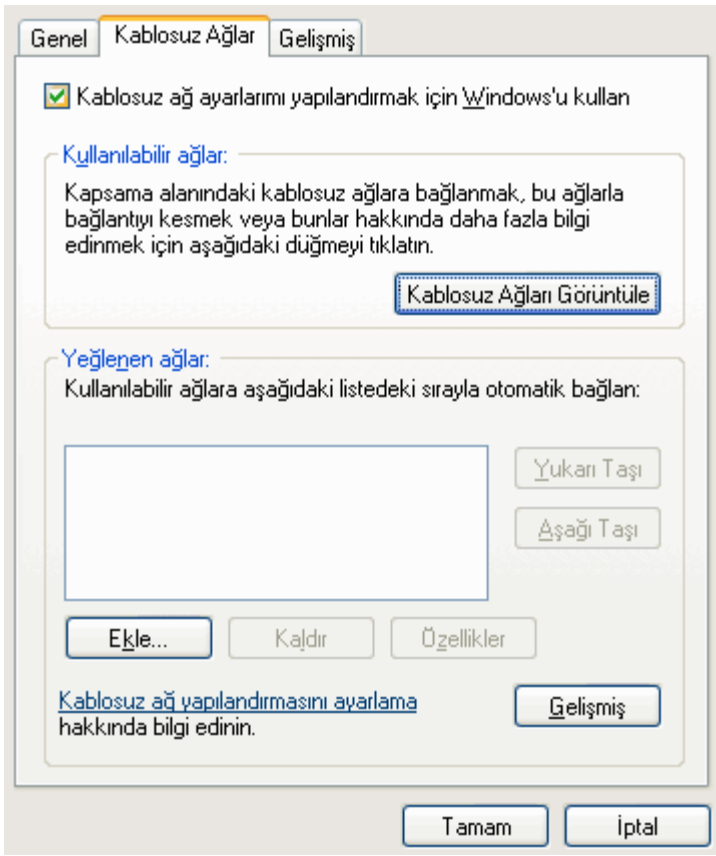 Genel
Kablosuz Ağlar
Gelişmiş
Kablosuz ağ ayarlarımı yapılandırmak için Windows'u kullan
Kullanılabilir ağlar:
Kapsama alanındaki kablosuz ağlara bağlanmak, bu ağlarla
bağlantıyı kesmek veya bunlar hakkında daha fazla bilgi
edinmek için aşağıdaki düğmeyi tıklatın.
Kablosuz Ağları Görüntüle
Yeğlenen ağlar:
Kullanılabilir ağlara aşağıdaki listedeki sırayla otomatik bağlan:
Yukarı Taşı
Aşağı Taşı
Ekle...
Kaldır
Özellikler
Kablosuz ağ yapılandırmasını ayarlama
hakkında bilgi edinin.
Gelişmiş
Tamam
İptal